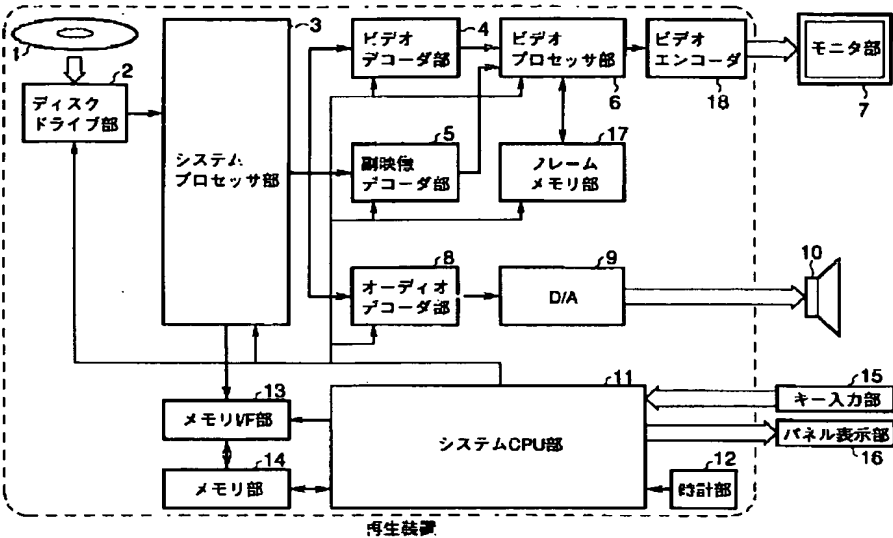 1
2
ディスク
ドライブ部
3
システム
プロセッサ部
4
ビデオ
デコーダ部
5
副映像
デコーダ部
ビデオ
プロセッサ部
6
17
フレーム
メモリ部
ビデオ
エンコーダ
18
モニタ部
7
8
オーディオ
デコーダ部
9
D/A
10
11
システムCPU部
13
メモリI/F部
14
メモリ部
12
時計部
15
キー入力部
パネル表示部
16
再生装置